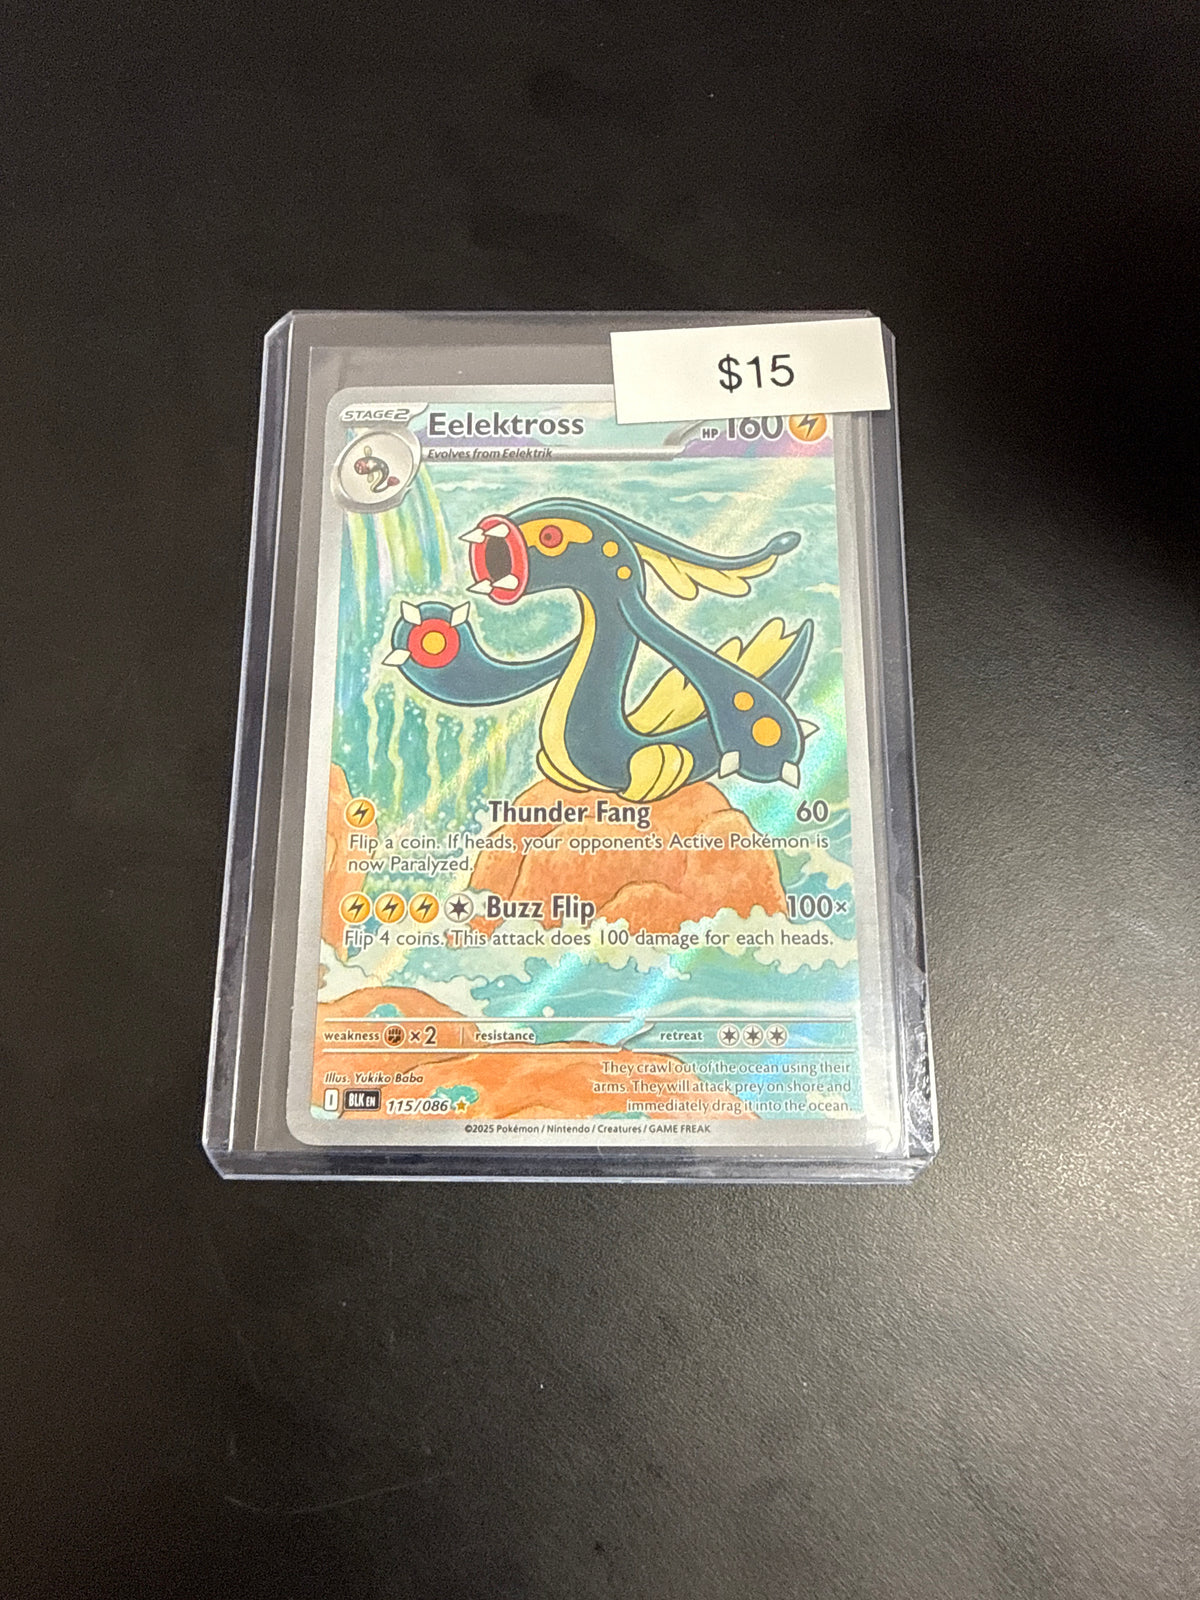 $15
STAGE2
Eelektross
HP 160
Evolves from Eelektrik
Thunder Fang 60
Flip a coin. If heads, your opponent's Active Pokémon is
now Paralyzed.
Buzz Flip 100x
Flip 4 coins. This attack does 100 damage for each heads.
weakness ×2 resistance retreat
They crawl out of the ocean using their
arms. They will attack prey on shore and
immediately drag it into the ocean.
Illus. Yukiko Baba
I BLK EN 115/086
©2025 Pokémon / Nintendo / Creatures / GAME FREAK